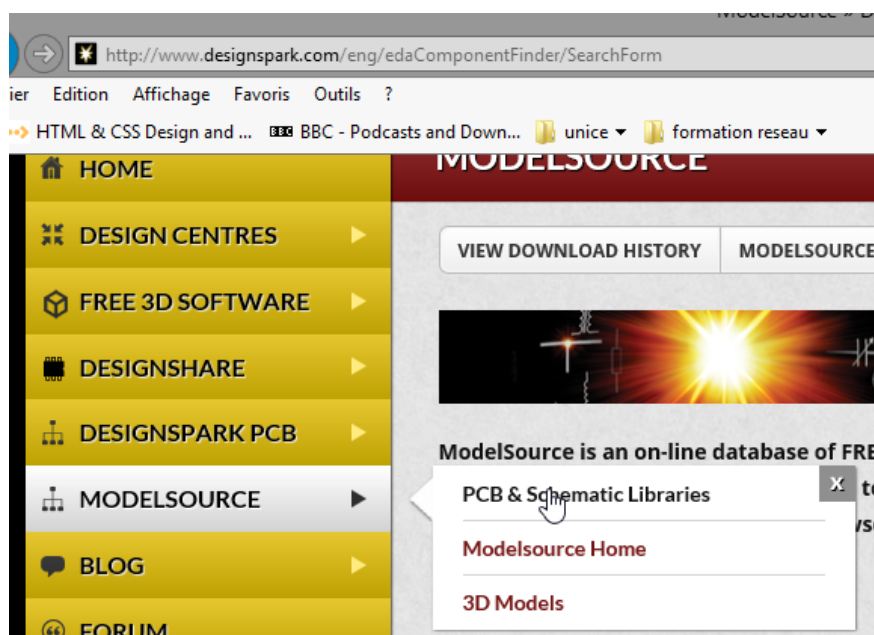 http://www.designspark.com/eng/edaComponentFinder/SearchForm
ier Edition Affichage Favoris Outils ?
HTML & CSS Design and ... BBC BBC - Podcasts and Down... unice formation reseau
HOME
DESIGN CENTRES
FREE 3D SOFTWARE
DESIGNSHARE
DESIGNSPARK PCB
MODELSOURCE
BLOG
FORUM
MODELSOURCE
VIEW DOWNLOAD HISTORY MODELSOURCE
ModelSource is an on-line database of FRE
PCB & Schematic Libraries X
Modelsource Home
3D Models